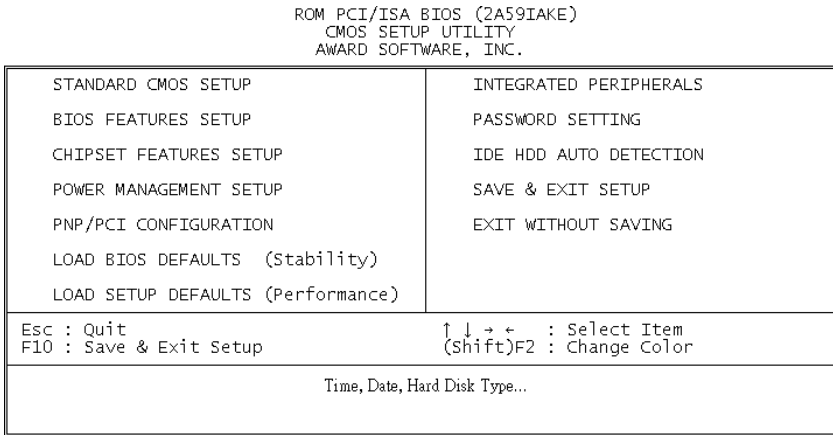 ROM PCI/ISA BIOS (2A59IAKE)
CMOS SETUP UTILITY
AWARD SOFTWARE, INC.
STANDARD CMOS SETUP
BIOS FEATURES SETUP
CHIPSET FEATURES SETUP
POWER MANAGEMENT SETUP
PNP/PCI CONFIGURATION
LOAD BIOS DEFAULTS (Stability)
LOAD SETUP DEFAULTS (Performance)
INTEGRATED PERIPHERALS
PASSWORD SETTING
IDE HDD AUTO DETECTION
SAVE & EXIT SETUP
EXIT WITHOUT SAVING
Esc : Quit
F10 : Save & Exit Setup
↑ ↓ → ← : Select Item
(Shift)F2 : Change Color
Time, Date, Hard Disk Type...